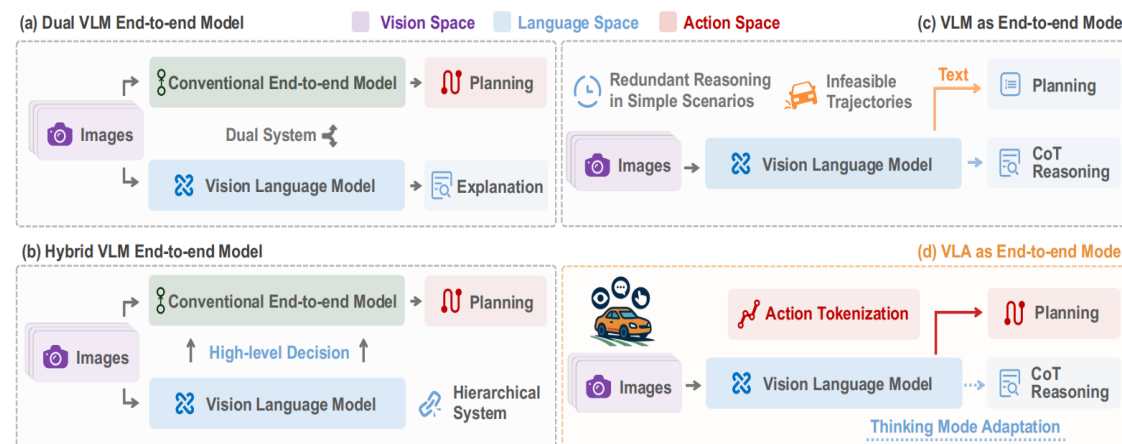 (a) Dual VLM End-to-end Model
Vision Space
Language Space
Action Space
Images
Conventional End-to-end Model
Planning
Dual System
Vision Language Model
Explanation
(b) Hybrid VLM End-to-end Model
Images
Conventional End-to-end Model
Planning
High-level Decision
Vision Language Model
Hierarchical
System
(c) VLM as End-to-end Mode
Redundant Reasoning
in Simple Scenarios
Infeasible
Trajectories
Text
Planning
Images
Vision Language Model
CoT
Reasoning
(d) VLA as End-to-end Mode
Action Tokenization
Planning
Images
Vision Language Model
CoT
Reasoning
Thinking Mode Adaptation